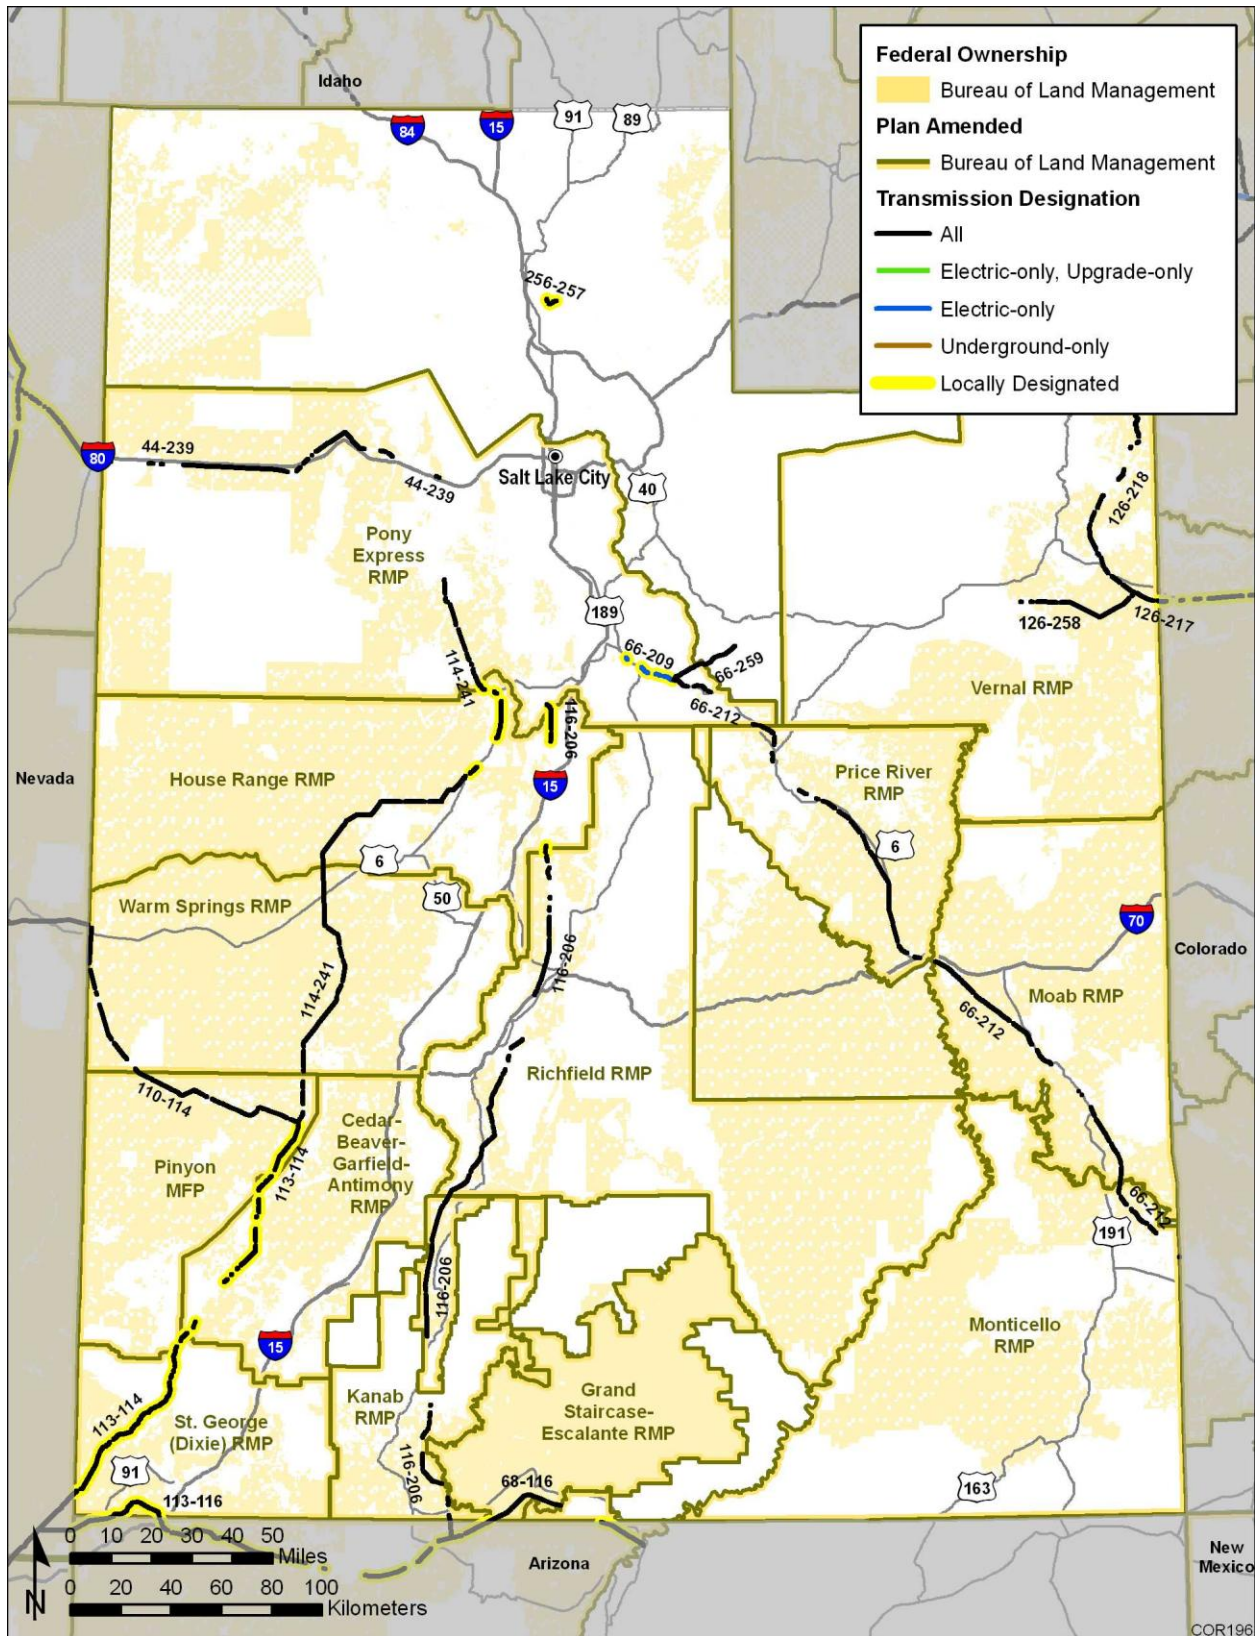 Idaho
84
15
91
89
Federal Ownership
Bureau of Land Management
Plan Amended
Bureau of Land Management
Transmission Designation
All
Electric-only, Upgrade-only
Electric-only
Underground-only
Locally Designated
256-257
80
44-239
44-239
Salt Lake City
40
126-218
Pony
Express
RMP
189
126-258
126-217
66-209
66-259
114-241
66-212
116-206
Vernal RMP
Nevada
House Range RMP
15
Price River
RMP
6
6
50
Warm Springs RMP
70
Colorado
116-206
114-241
Moab RMP
66-212
Richfield RMP
110-114
Cedar-
Beaver-
Garfield-
Antimony
RMP
Pinyon
MFP
113-114
66-212
191
116-206
15
Monticello
RMP
Kanab
RMP
Grand
Staircase-
Escalante RMP
113-114
St. George
(Dixie) RMP
91
116-206
68-116
163
113-116
0 10 20 30 40 50
Miles
0 20 40 60 80 100
Kilometers
N
Arizona
New
Mexico
COR196